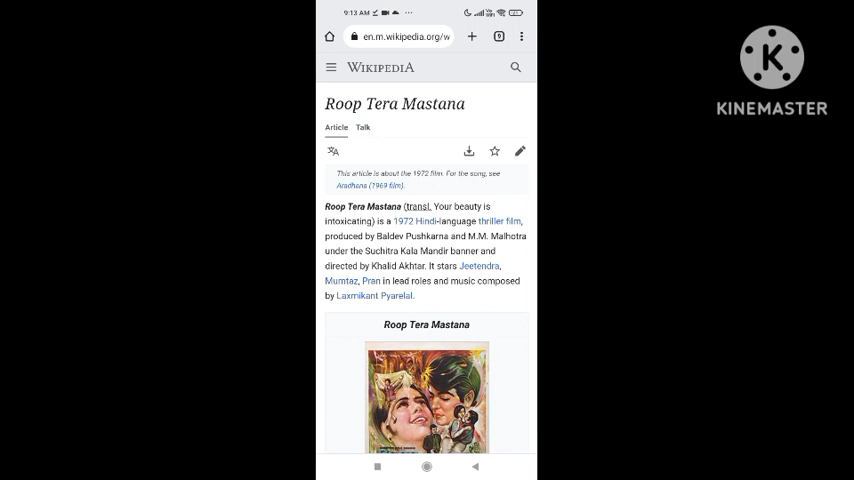 9:13 AM
en.m.wikipedia.org/w
9
WIKIPEDIA
KINEMASTER
Roop Tera Mastana
Article Talk
This article is about the 1972 film. For the song, see
Aradhana (1969 film).
Roop Tera Mastana (transl. Your beauty is
intoxicating) is a 1972 Hindi-language thriller film,
produced by Baldev Pushkarna and M.M. Malhotra
under the Suchitra Kala Mandir banner and
directed by Khalid Akhtar. It stars Jeetendra,
Mumtaz, Pran in lead roles and music composed
by Laxmikant Pyarelal.
Roop Tera Mastana